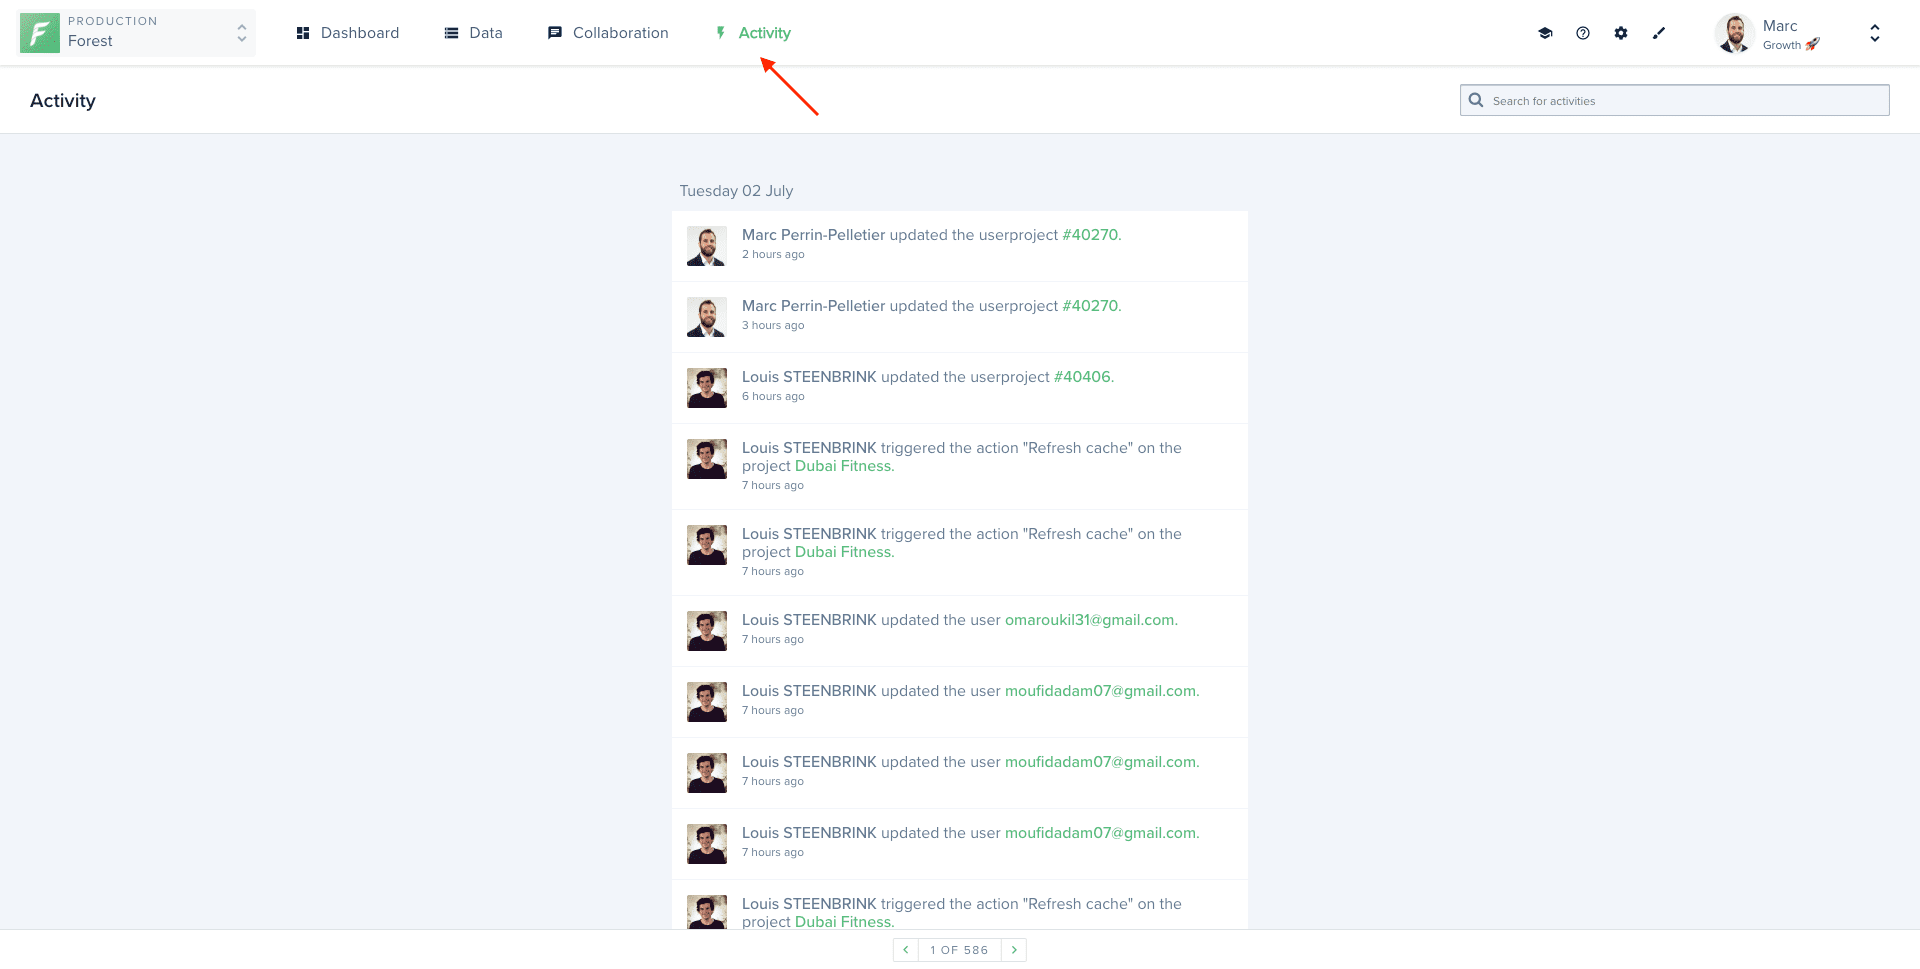 PRODUCTION
Forest
Dashboard
Data
Collaboration
Activity
Marc
Growth 🚀
Activity
Search for activities
Tuesday 02 July
Marc Perrin-Pelletier updated the userproject #40270.
2 hours ago
Marc Perrin-Pelletier updated the userproject #40270.
3 hours ago
Louis STEENBRINK updated the userproject #40406.
6 hours ago
Louis STEENBRINK triggered the action "Refresh cache" on the
project Dubai Fitness.
7 hours ago
Louis STEENBRINK triggered the action "Refresh cache" on the
project Dubai Fitness.
7 hours ago
Louis STEENBRINK updated the user omaroukil31@gmail.com.
7 hours ago
Louis STEENBRINK updated the user moufidadam07@gmail.com.
7 hours ago
Louis STEENBRINK updated the user moufidadam07@gmail.com.
7 hours ago
Louis STEENBRINK updated the user moufidadam07@gmail.com.
7 hours ago
Louis STEENBRINK triggered the action "Refresh cache" on the
project Dubai Fitness.
1 OF 586